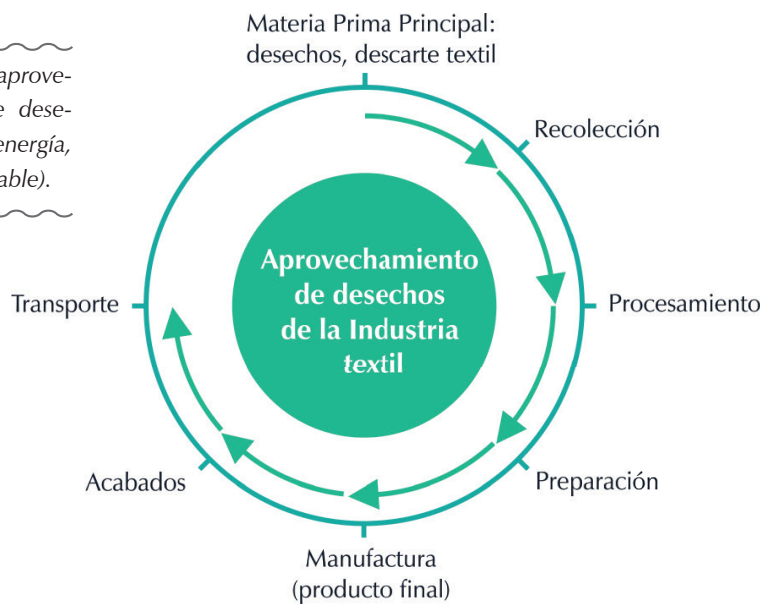 Materia Prima Principal:
desechos, descarte textil
aprove-
dese-
energía,
able).
Recolección
Aprovechamiento
de desechos
de la Industria
textil
Transporte
Procesamiento
Acabados
Preparación
Manufactura
(producto final)